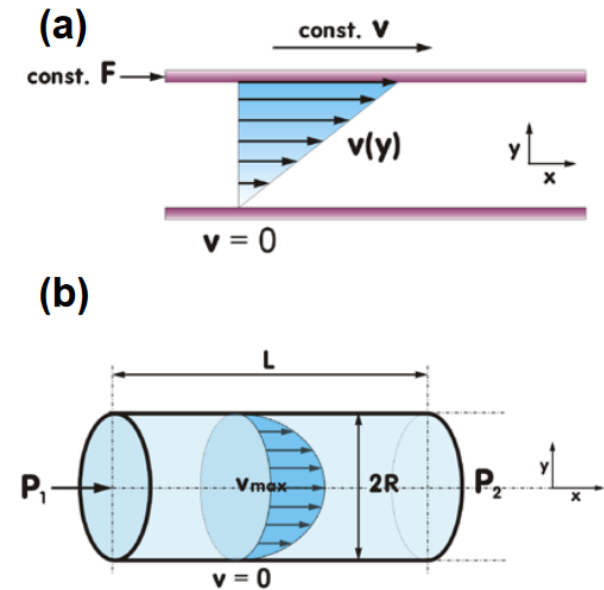 (a)
const. v
const. F
v(y)
y
x
v = 0
(b)
L
P₁
vmax
2R
P₂
y
x
v = 0